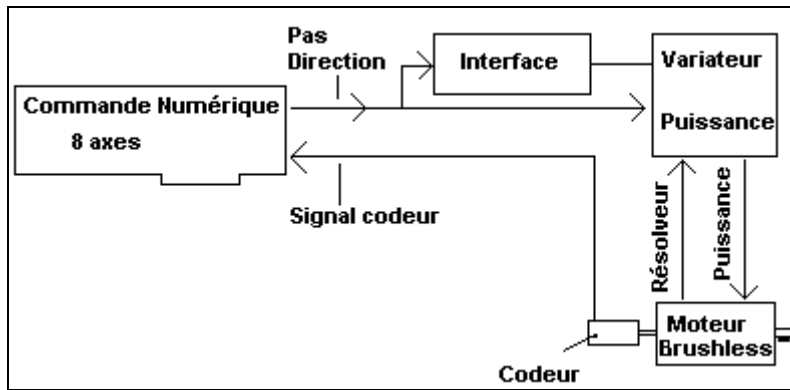 Pas
Direction
Interface
Variateur
Commande Numérique
8 axes
Puissance
Signal codeur
Résolveur
Puissance
Moteur
Brushless
Codeur